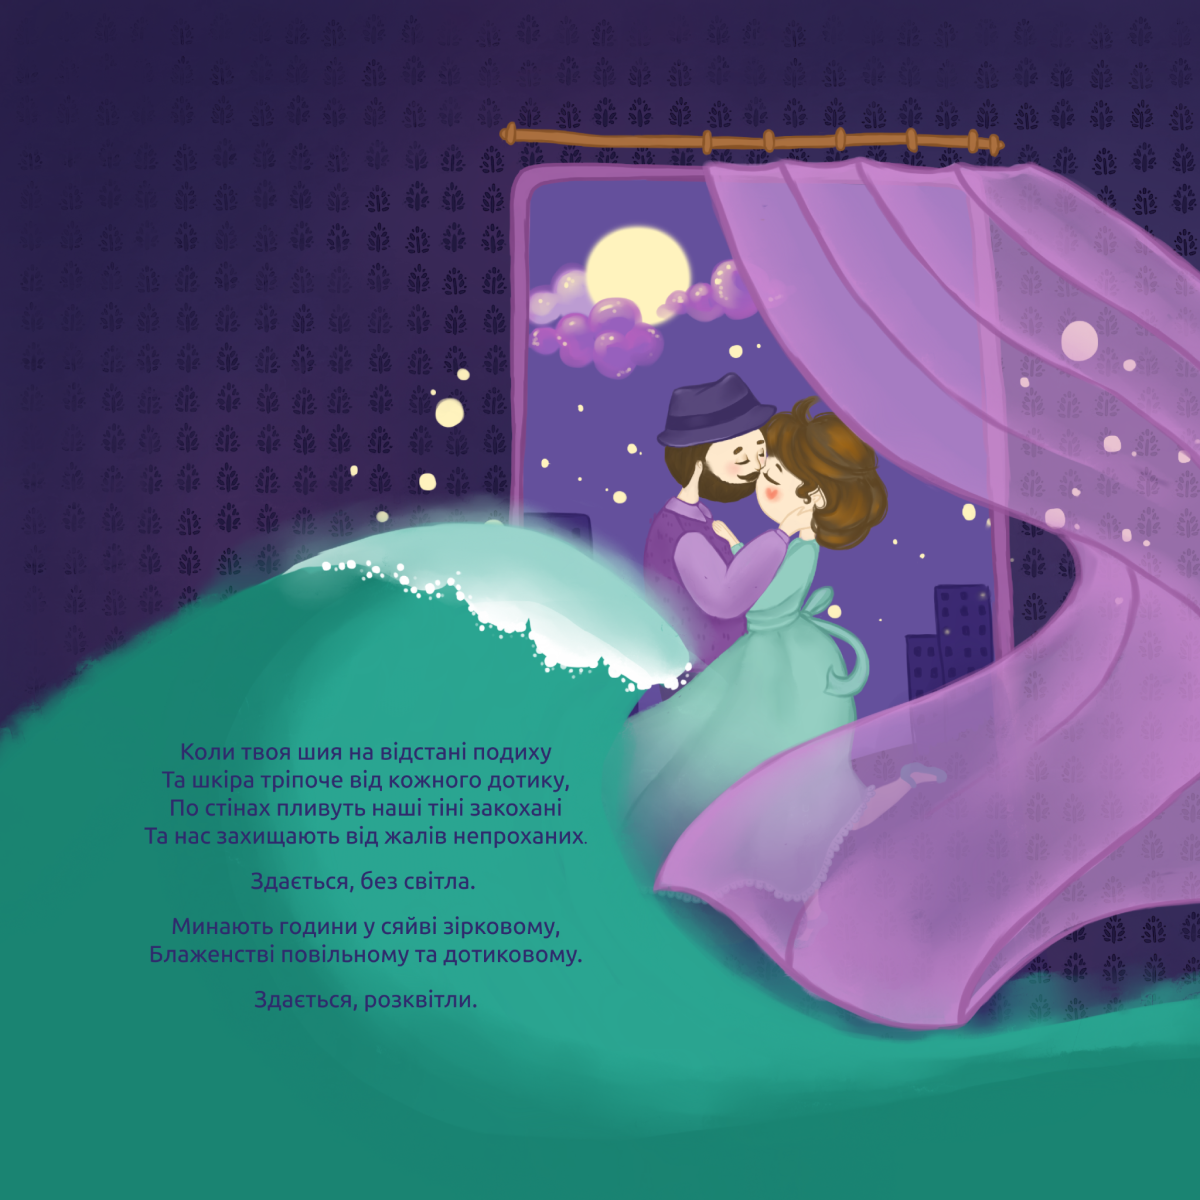 Коли твоя шия на відстані подиху
Та шкіра тріпоче від кожного дотику,
По стінах пливуть наші тіні закохані
Та нас захищають від жалів непроханих.
Здається, без світла.
Минають години у сяйві зірковому,
Блаженстві повільному та дотиковому.
Здається, розквітли.